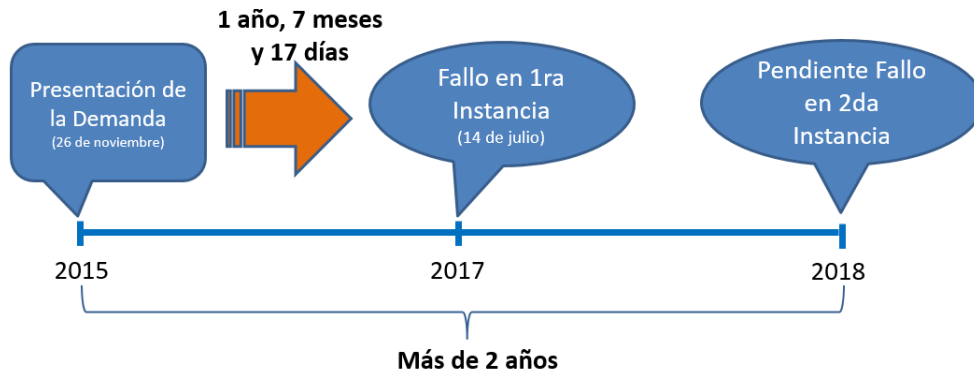 1 año, 7 meses
y 17 días
Presentación de
la Demanda
(26 de noviembre)
Fallo en 1ra
Instancia
(14 de julio)
Pendiente Fallo
en 2da
Instancia
2015
2017
2018
Más de 2 años